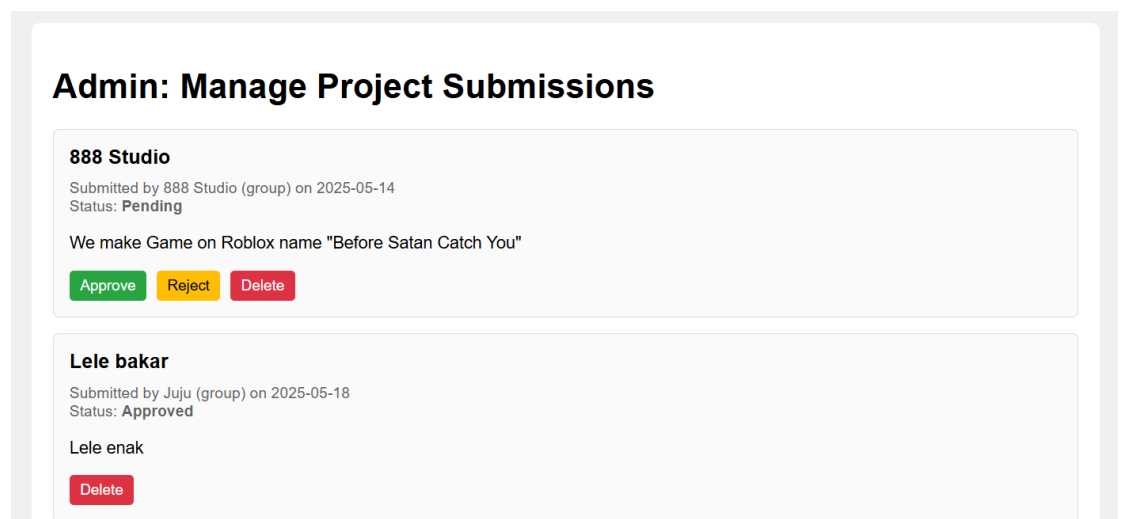 Admin: Manage Project Submissions
888 Studio
Submitted by 888 Studio (group) on 2025-05-14
Status: Pending
We make Game on Roblox name "Before Satan Catch You"
Approve Reject Delete
Lele bakar
Submitted by Juju (group) on 2025-05-18
Status: Approved
Lele enak
Delete